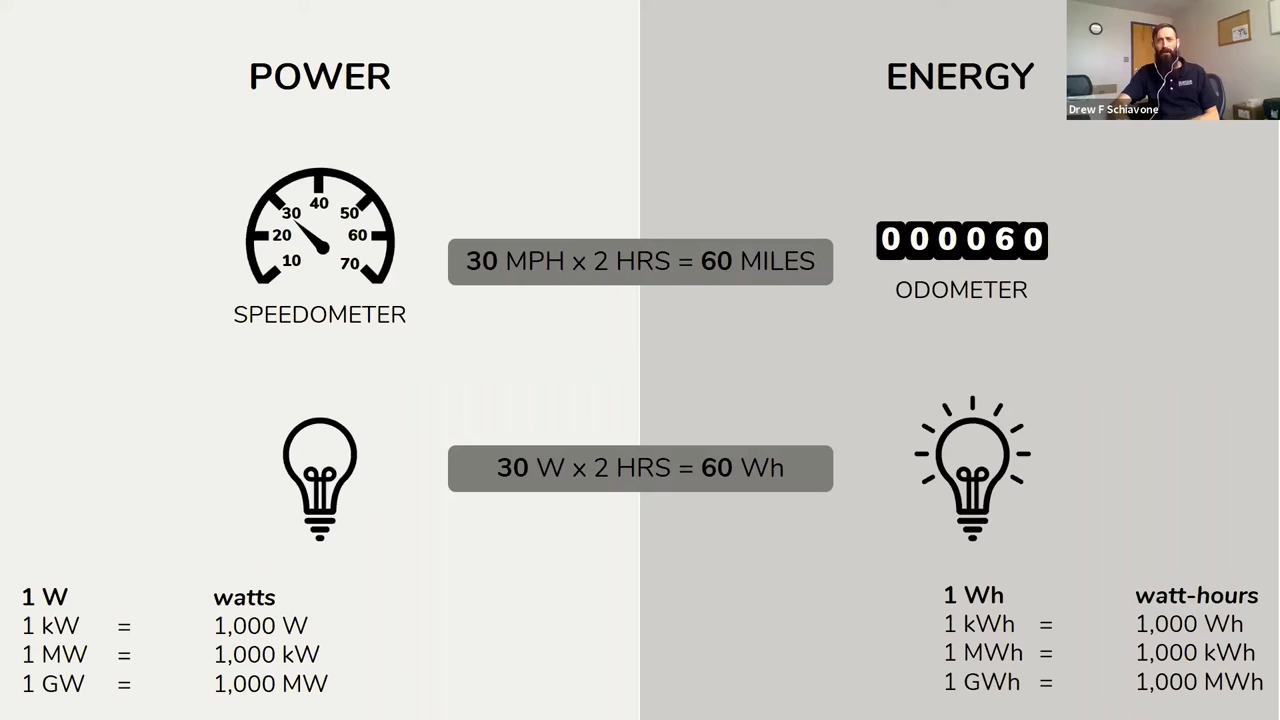 POWER
ENERGY
Drew F Schiavone
10
20
30
40
50
60
70
SPEEDOMETER
30 MPH x 2 HRS = 60 MILES
000060
ODOMETER
30 W x 2 HRS = 60 Wh
1 W watts
1 kW = 1,000 W
1 MW = 1,000 kW
1 GW = 1,000 MW
1 Wh watt-hours
1 kWh = 1,000 Wh
1 MWh = 1,000 kWh
1 GWh = 1,000 MWh